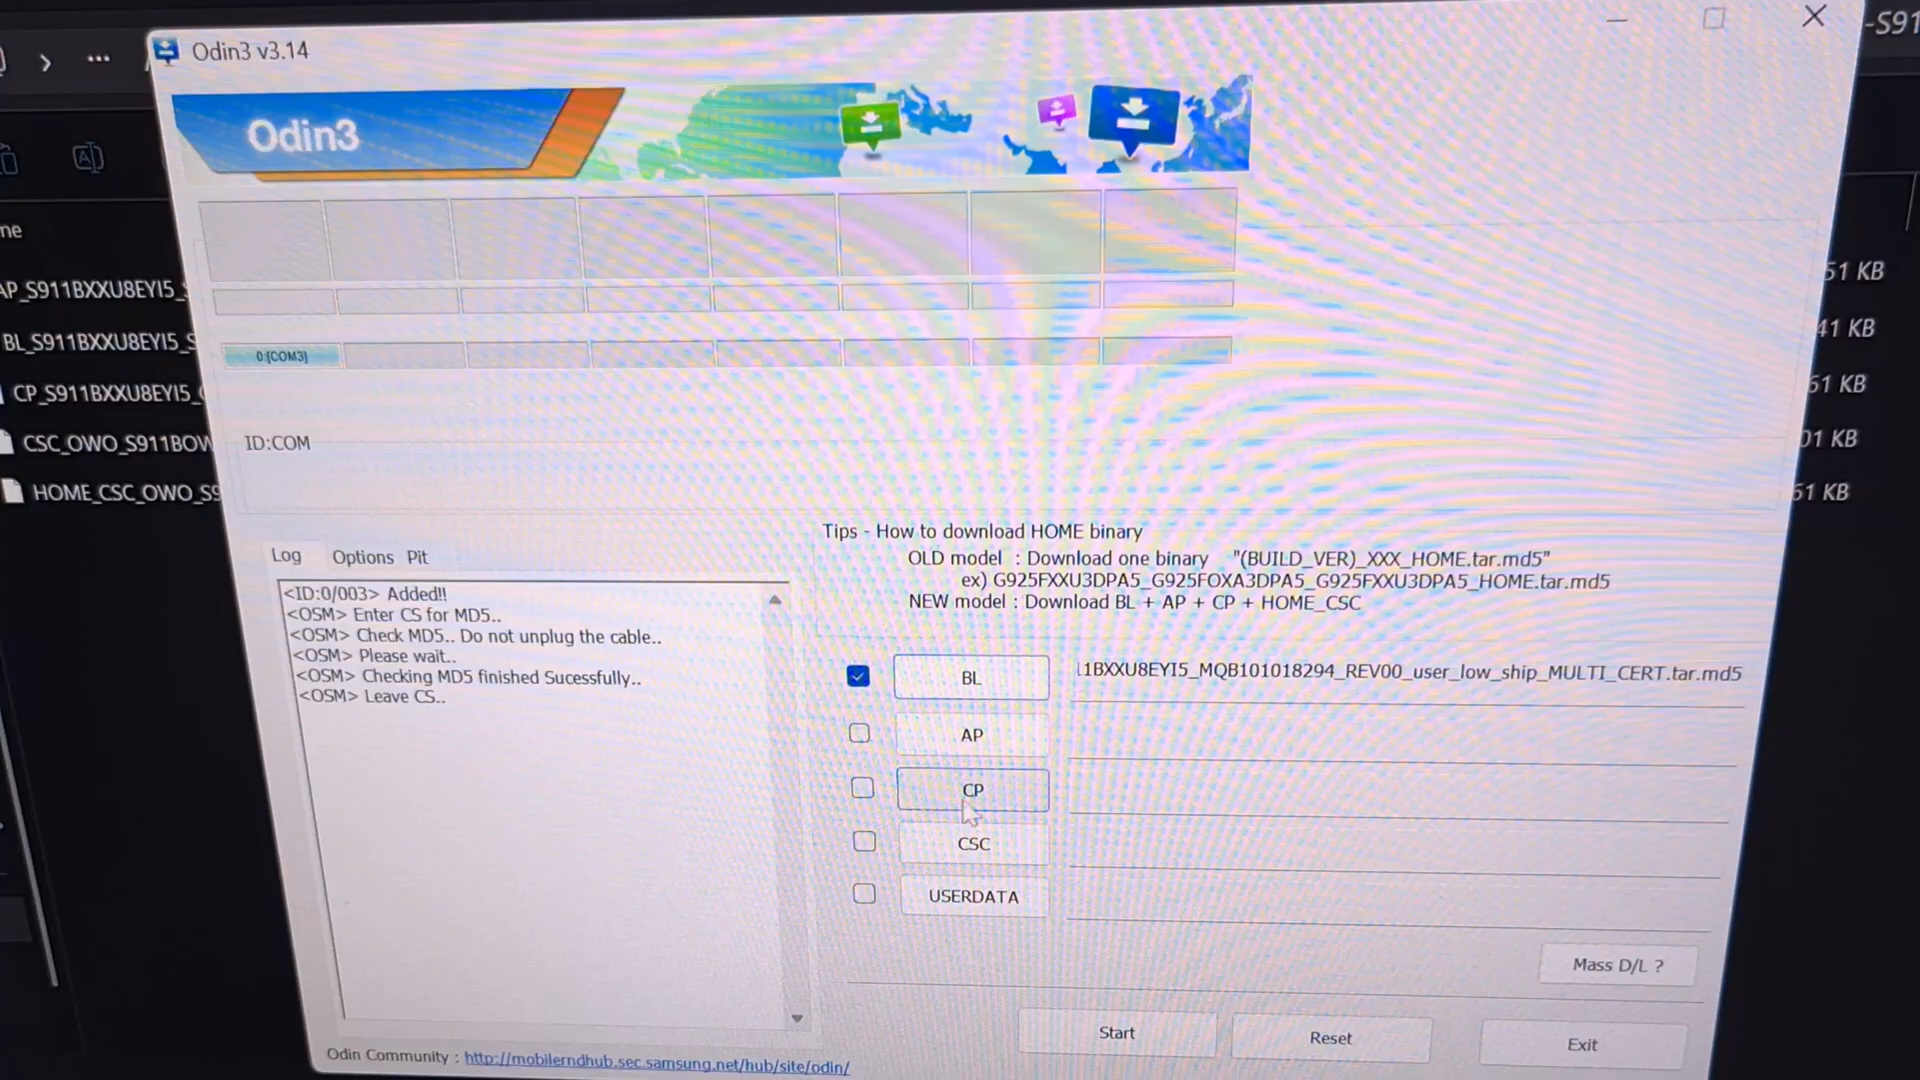 -S91
Odin3 v3.14
Odin3
me
AP_S911BXXU8EYI5_
BL_S911BXXU8EYI5_S
CP_S911BXXU8EYI5_
CSC_OWO_S911BOW
HOME_CSC_OWO_S9
51 KB
41 KB
51 KB
01 KB
51 KB
0:[COM3]
ID:COM
Log
Options
Pit
<ID:0/003> Added!!
<OSM> Enter CS for MD5..
<OSM> Check MD5.. Do not unplug the cable..
<OSM> Please wait..
<OSM> Checking MD5 finished Sucessfully..
<OSM> Leave CS..
Tips - How to download HOME binary
OLD model : Download one binary "(BUILD_VER)_XXX_HOME.tar.md5"
ex) G925FXXU3DPA5_G925FOXA3DPA5_G925FXXU3DPA5_HOME.tar.md5
NEW model : Download BL + AP + CP + HOME_CSC
BL
1BXXU8EYI5_MQB101018294_REV00_user_low_ship_MULTI_CERT.tar.md5
AP
CP
CSC
USERDATA
Mass D/L ?
Start
Reset
Exit
Odin Community : http://mobilerndhub.sec.samsung.net/hub/site/odin/